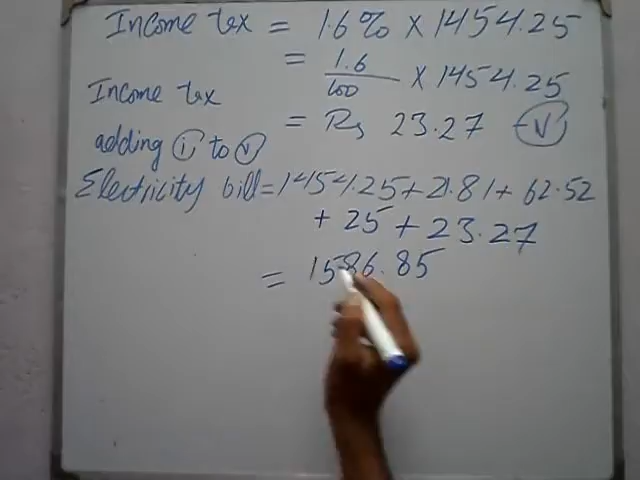 Income tax = 1.6% × 1454.25
= 1.6/100 × 1454.25
Income tax = Rs 23.27 – (v)
adding (i) to (v)
Electricity bill = 1454.25 + 21.81 + 62.52
+ 25 + 23.27
= 1586.85